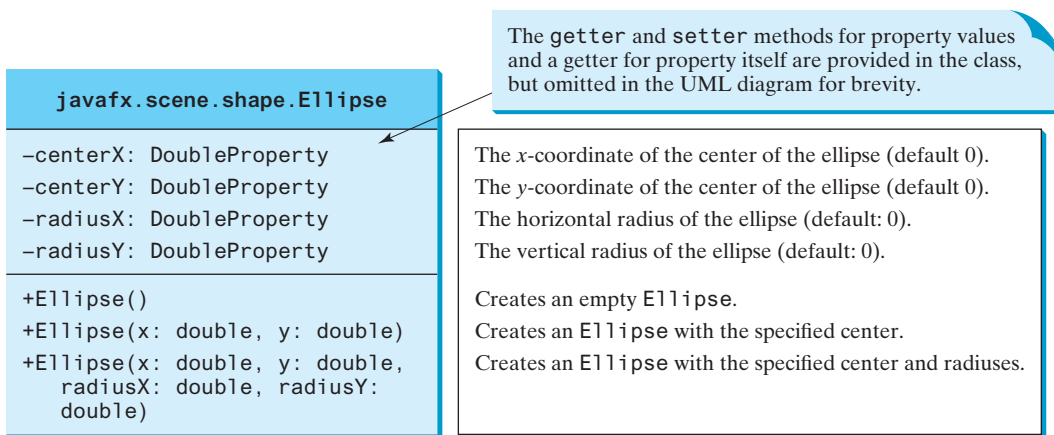 The getter and setter methods for property values
and a getter for property itself are provided in the class,
but omitted in the UML diagram for brevity.
javafx.scene.shape.Ellipse
–centerX: DoubleProperty
The x-coordinate of the center of the ellipse (default 0).
–centerY: DoubleProperty
The y-coordinate of the center of the ellipse (default 0).
–radiusX: DoubleProperty
The horizontal radius of the ellipse (default: 0).
–radiusY: DoubleProperty
The vertical radius of the ellipse (default: 0).
+Ellipse()
Creates an empty Ellipse.
+Ellipse(x: double, y: double)
Creates an Ellipse with the specified center.
+Ellipse(x: double, y: double,
radiusX: double, radiusY:
double)
Creates an Ellipse with the specified center and radiuses.